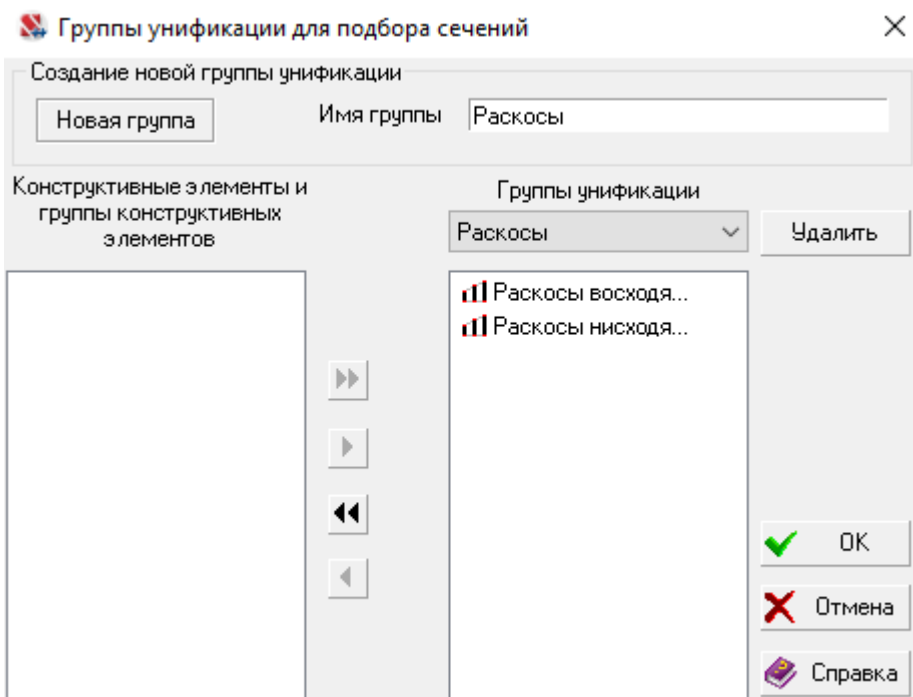 Группы унификации для подбора сечений
Создание новой группы унификации
Новая группа
Имя группы
Раскосы
Конструктивные элементы и
группы конструктивных
элементов
Группы унификации
Раскосы
Удалить
Раскосы восходя...
Раскосы нисходя...
OK
Отмена
Справка